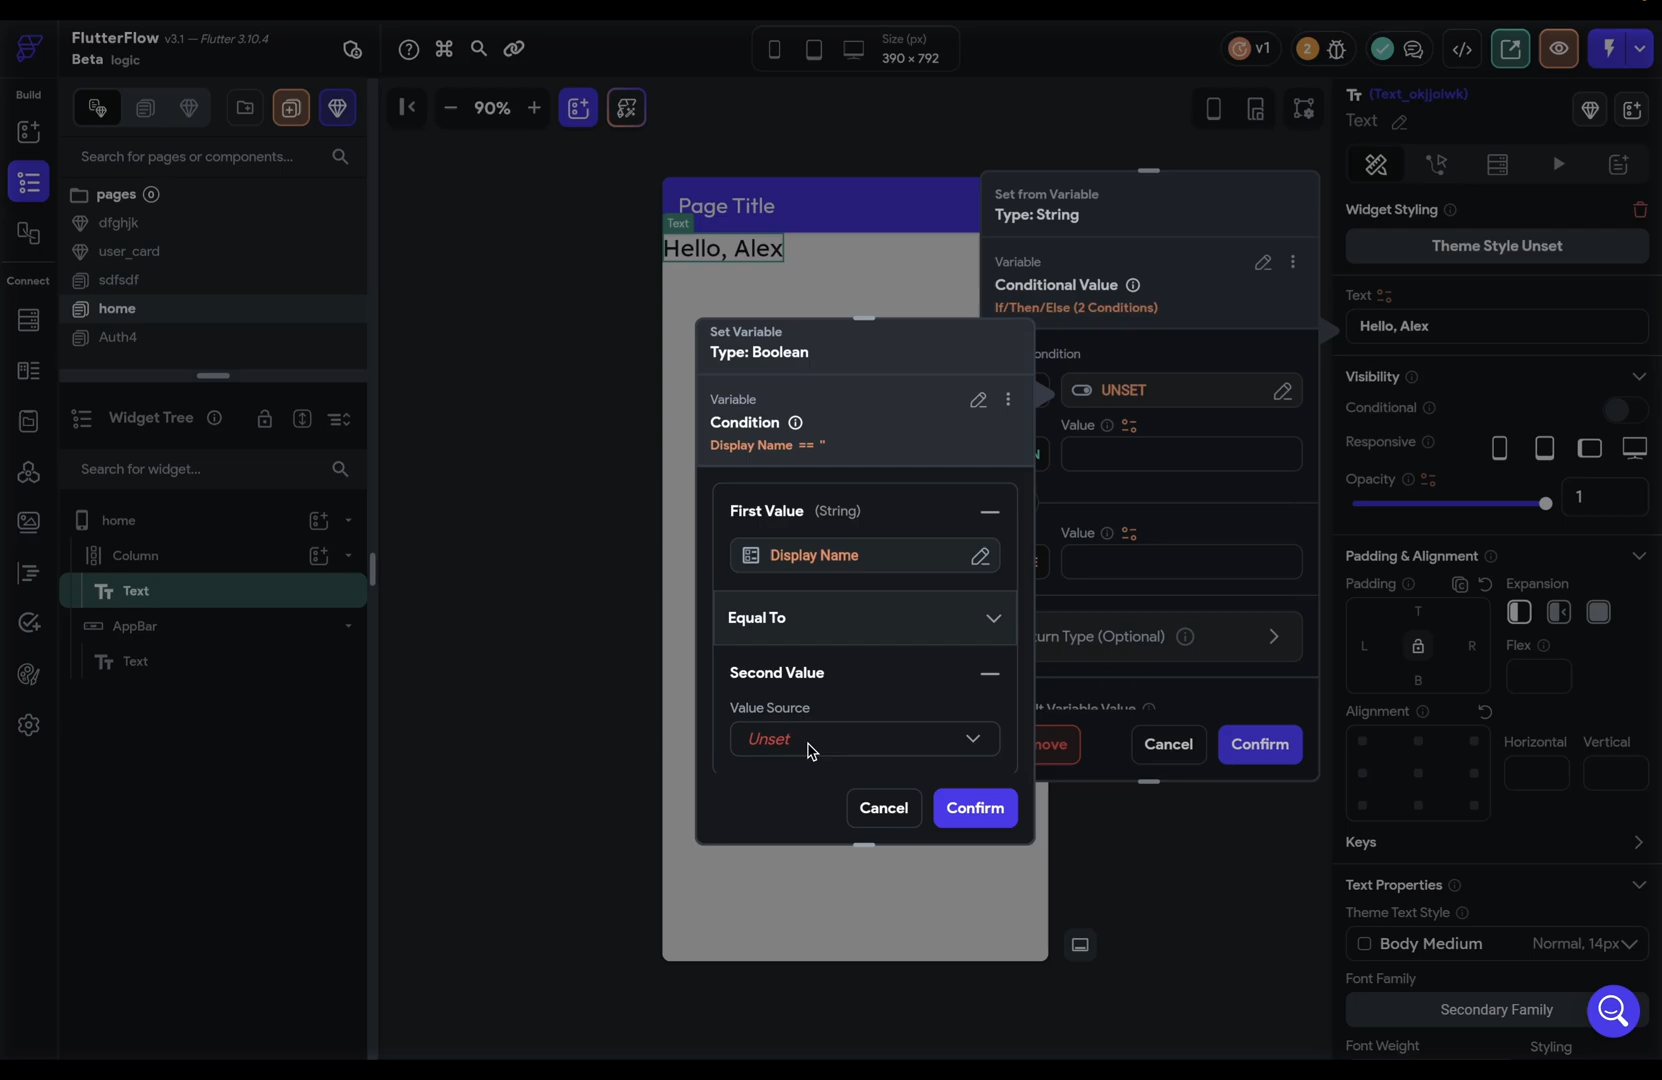 FlutterFlow v3.1 — Flutter 3.10.4
Beta logic
Size (px)
390 × 792
v1
2
Build
Connect
Search for pages or components...
pages 0
dfghjk
user_card
sdfsdf
home
Auth4
Widget Tree
Search for widget...
home
Column
Text
AppBar
Text
90%
Page Title
Text
Hello, Alex
Set from Variable
Type: String
Variable
Conditional Value
If/Then/Else (2 Conditions)
ondition
UNSET
Value
N
Value
urn Type (Optional)
lt Variable Value
nove
Cancel
Confirm
Set Variable
Type: Boolean
Variable
Condition
Display Name == "
First Value (String)
Display Name
Equal To
Second Value
Value Source
Unset
Cancel
Confirm
(Text_okjjoiwk)
Text
Widget Styling
Theme Style Unset
Text
Hello, Alex
Visibility
Conditional
Responsive
Opacity
1
Padding & Alignment
Padding
Expansion
T
L
R
B
Flex
Alignment
Horizontal
Vertical
Keys
Text Properties
Theme Text Style
Body Medium
Normal, 14px
Font Family
Secondary Family
Font Weight
Styling